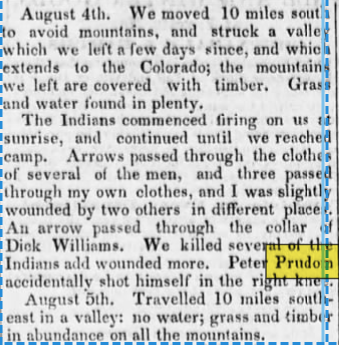 August 4th. We moved 10 miles sout
to avoid mountains, and struck a valley
which we left a few days since, and which
extends to the Colorado; the mountains
we left are covered with timber. Grass
and water found in plenty.
The Indians commenced firing on us at
sunrise, and continued until we reached
camp. Arrows passed through the clothes
of several of the men, and three passed
through my own clothes, and I was slightly
wounded by two others in different places.
An arrow passed through the collar of
Dick Williams. We killed several of the
Indians add wounded more. Peter Prudon
accidentally shot himself in the right knee.
August 5th. Travelled 10 miles south-
east in a valley: no water; grass and timber
in abundance on all the mountains.